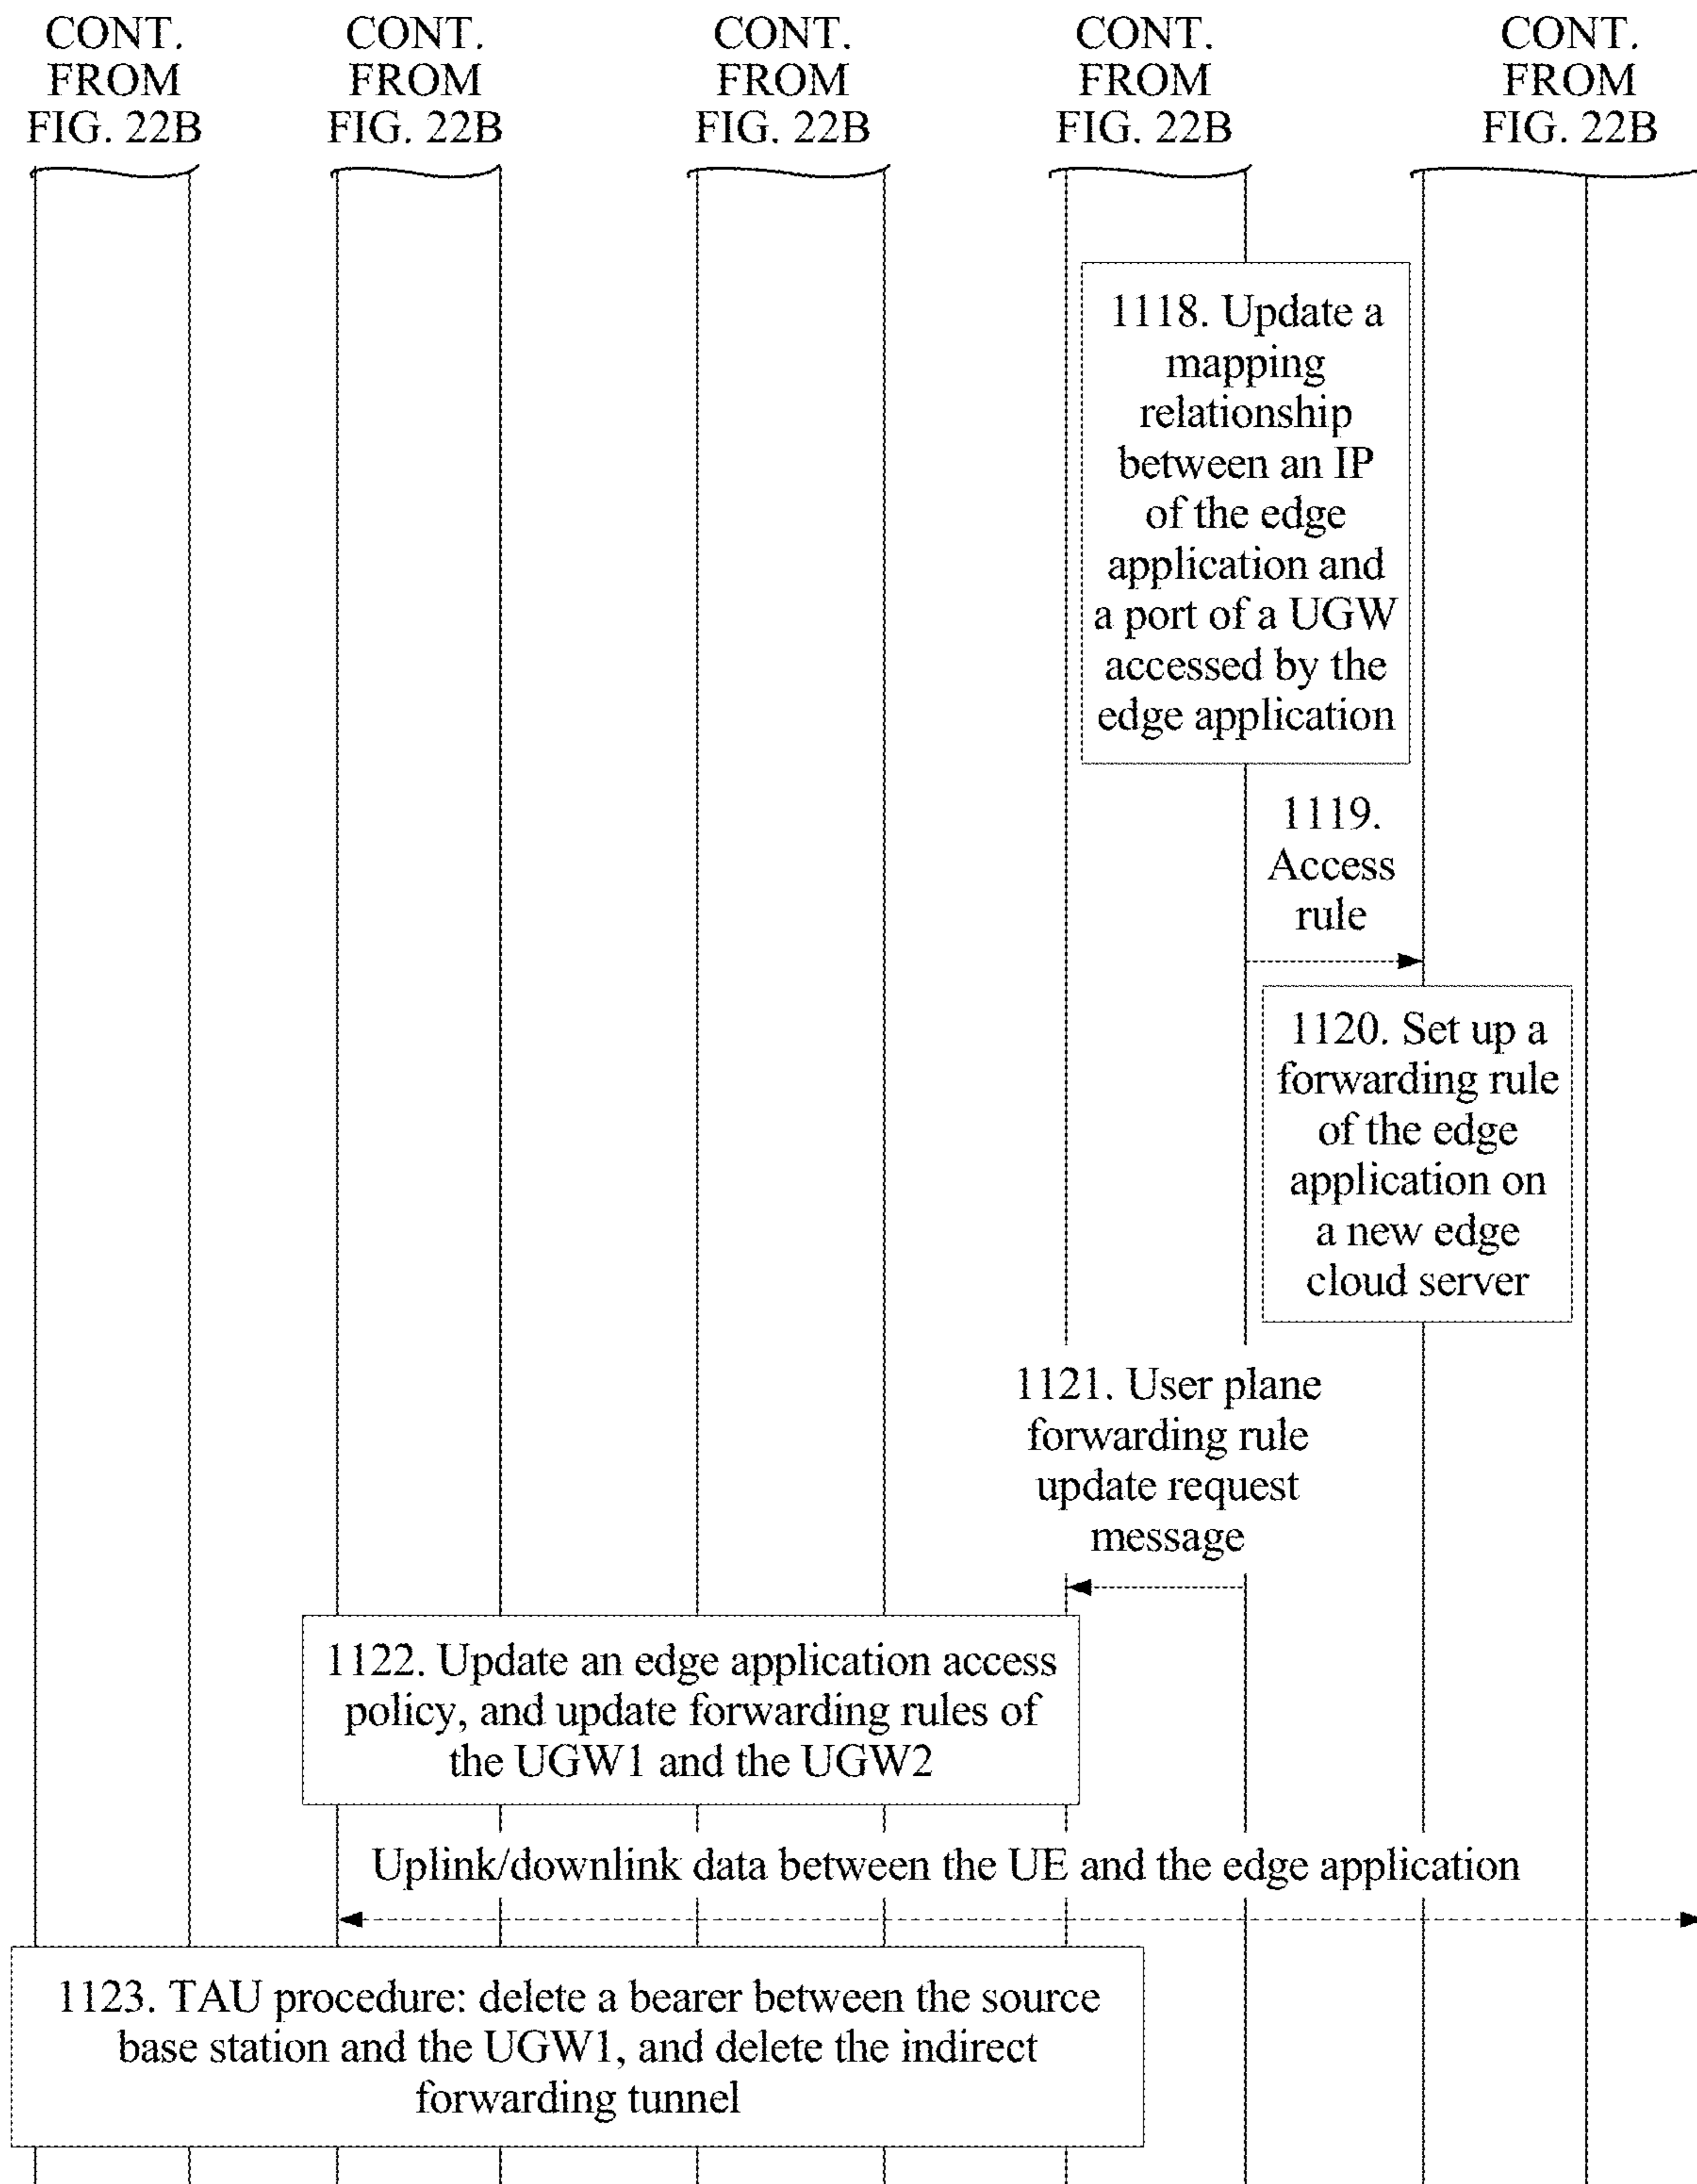 CONT.
FROM
FIG. 22B
CONT.
FROM
FIG. 22B
CONT.
FROM
FIG. 22B
CONT.
FROM
FIG. 22B
CONT.
FROM
FIG. 22B
1118. Update a
mapping
relationship
between an IP
of the edge
application and
a port of a UGW
accessed by the
edge application
1119.
Access
rule
1120. Set up a
forwarding rule
of the edge
application on
a new edge
cloud server
1121. User plane
forwarding rule
update request
message
1122. Update an edge application access
policy, and update forwarding rules of
the UGW1 and the UGW2
Uplink/downlink data between the UE and the edge application
1123. TAU procedure: delete a bearer between the source
base station and the UGW1, and delete the indirect
forwarding tunnel